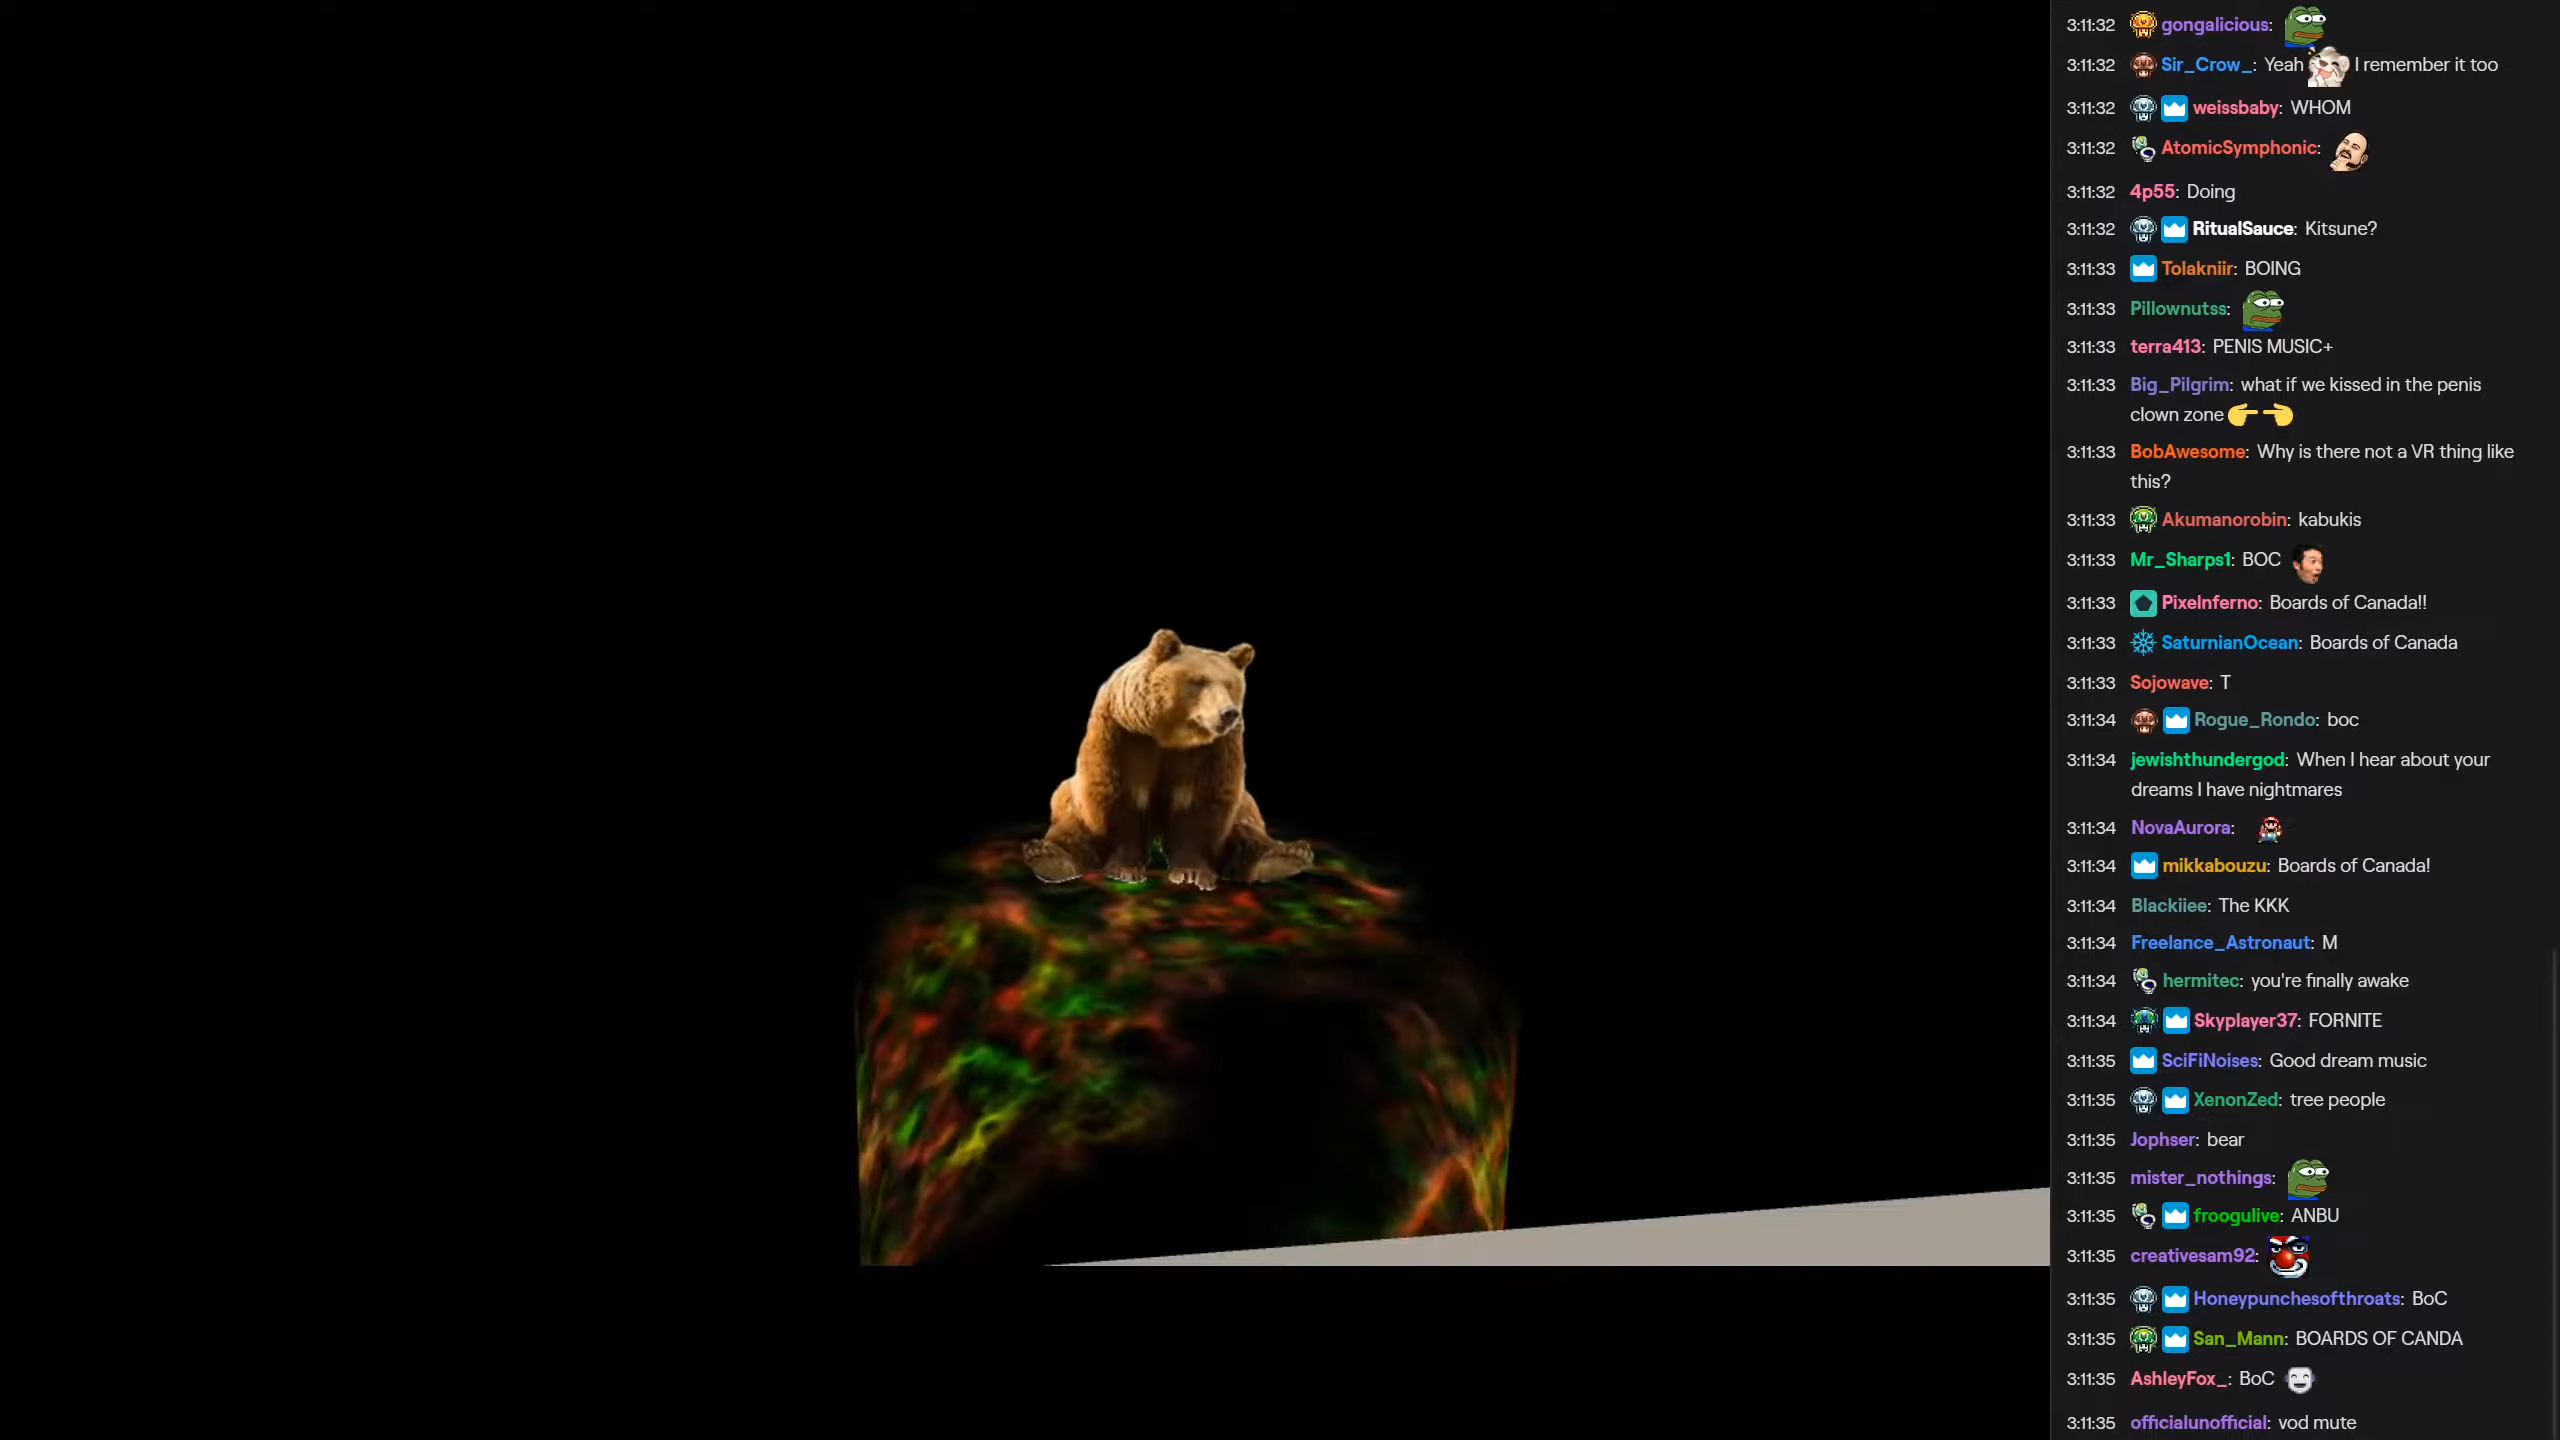 3:11:32 gongalicious:
3:11:32 Sir_Crow_: Yeah I remember it too
3:11:32 weissbaby: WHOM
3:11:32 AtomicSymphonic:
3:11:32 4p55: Doing
3:11:32 RitualSauce: Kitsune?
3:11:33 Tolakniir: BOING
3:11:33 Pillownutss:
3:11:33 terra413: PENIS MUSIC+
3:11:33 Big_Pilgrim: what if we kissed in the penis
clown zone
3:11:33 BobAwesome: Why is there not a VR thing like
this?
3:11:33 Akumanorobin: kabukis
3:11:33 Mr_Sharps1: BOC
3:11:33 PixeInferno: Boards of Canada!!
3:11:33 SaturnianOcean: Boards of Canada
3:11:33 Sojowave: T
3:11:34 Rogue_Rondo: boc
3:11:34 jewishthundergod: When I hear about your
dreams I have nightmares
3:11:34 NovaAurora:
3:11:34 mikkabouzu: Boards of Canada!
3:11:34 Blackiiee: The KKK
3:11:34 Freelance_Astronaut: M
3:11:34 hermitec: you're finally awake
3:11:34 Skyplayer37: FORNITE
3:11:35 SciFiNoises: Good dream music
3:11:35 XenonZed: tree people
3:11:35 Jophser: bear
3:11:35 mister_nothings:
3:11:35 froogulive: ANBU
3:11:35 creativesam92:
3:11:35 Honeypunchesofthroats: BoC
3:11:35 San_Mann: BOARDS OF CANDA
3:11:35 AshleyFox_: BoC
3:11:35 officialunofficial: vod mute